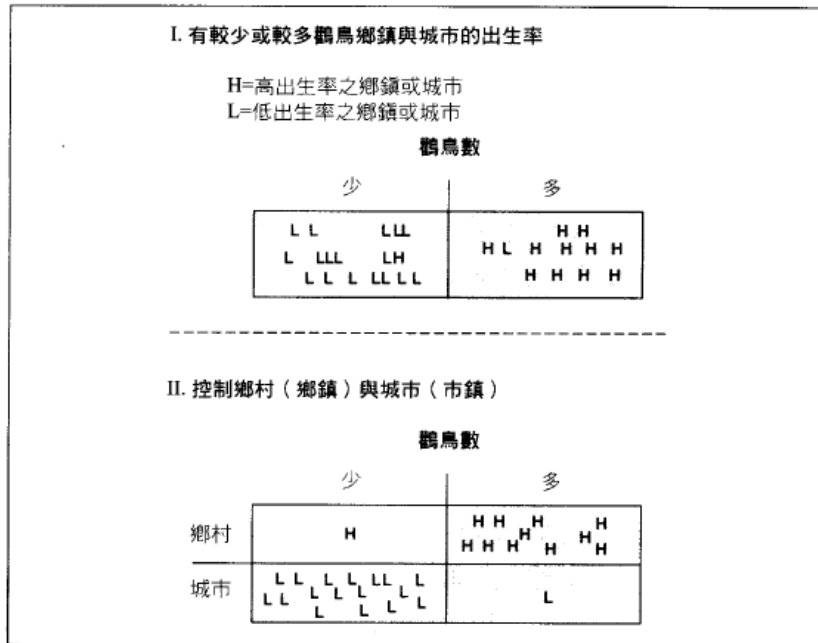 I. 有較少或較多鸛鳥鄉鎮與城市的出生率
H=高出生率之鄉鎮或城市
L=低出生率之鄉鎮或城市
鸛鳥數
少 多
L L LLL H H
L LLL LH H L H H H H
L L L LL L L H H H H
II. 控制鄉村（鄉鎮）與城市（市鎮）
鸛鳥數
少 多
鄉村 H H H H H H H H H H H H H
城市 L L L L LL L L L L L L L L L L L L L